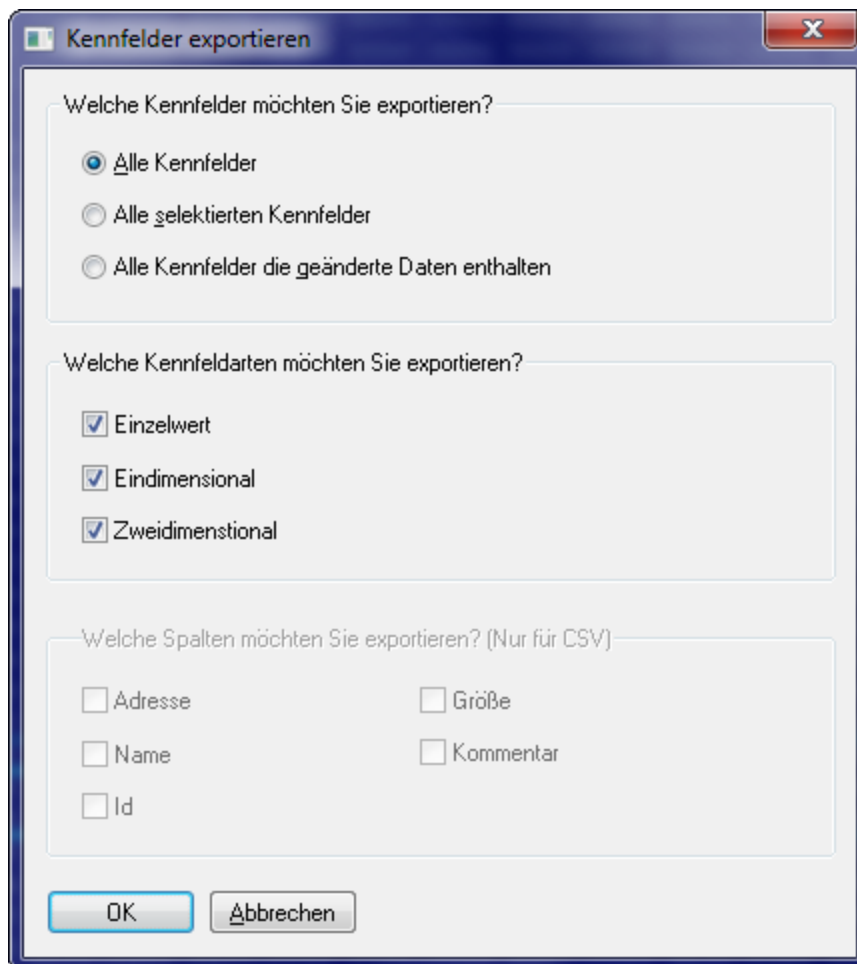 Kennfelder exportieren
Welche Kennfelder möchten Sie exportieren?
Alle Kennfelder
Alle selektierten Kennfelder
Alle Kennfelder die geänderte Daten enthalten
Welche Kennfeldarten möchten Sie exportieren?
Einzelwert
Eindimensional
Zweidimenstional
Welche Spalten möchten Sie exportieren? (Nur für CSV)
Adresse Größe
Name Kommentar
Id
OK Abbrechen